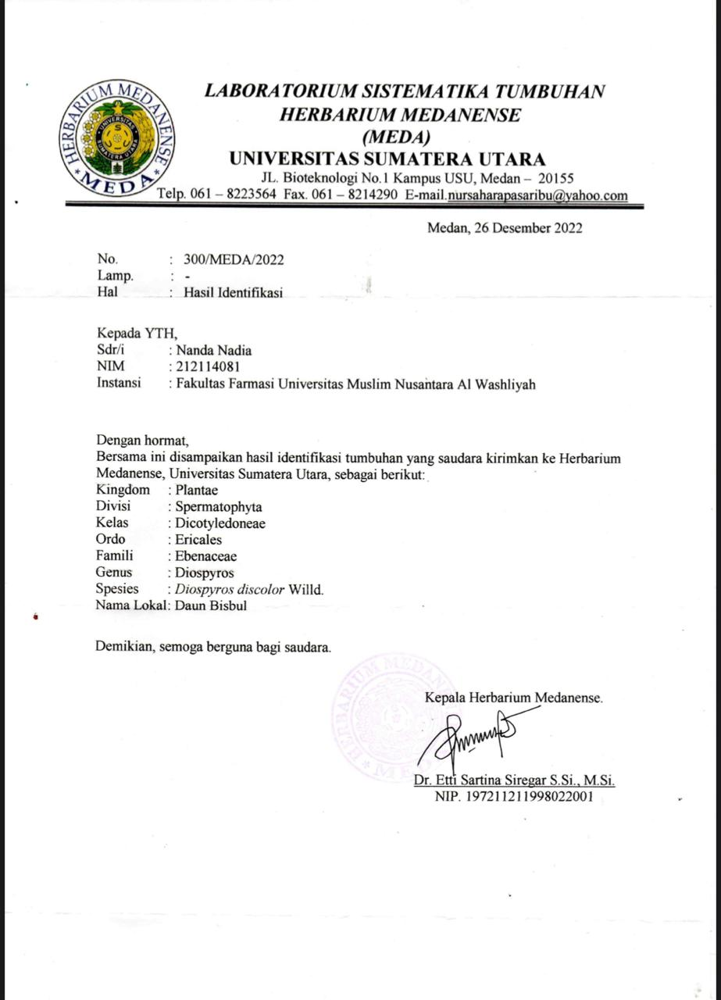 HERBARIUM MEDANENSE
UNIVERSITAS
SUMATERA UTARA
* MEDA *
LABORATORIUM SISTEMATIKA TUMBUHAN
HERBARIUM MEDANENSE
(MEDA)
UNIVERSITAS SUMATERA UTARA
JL. Bioteknologi No.1 Kampus USU, Medan – 20155
Telp. 061 – 8223564 Fax. 061 – 8214290 E-mail.nursaharapasaribu@yahoo.com
Medan, 26 Desember 2022
No. : 300/MEDA/2022
Lamp. : -
Hal : Hasil Identifikasi
Kepada YTH,
Sdr/i : Nanda Nadia
NIM : 212114081
Instansi : Fakultas Farmasi Universitas Muslim Nusantara Al Washliyah
Dengan hormat,
Bersama ini disampaikan hasil identifikasi tumbuhan yang saudara kirimkan ke Herbarium
Medanense, Universitas Sumatera Utara, sebagai berikut:
Kingdom : Plantae
Divisi : Spermatophyta
Kelas : Dicotyledoneae
Ordo : Ericales
Famili : Ebenaceae
Genus : Diospyros
Spesies : Diospyros discolor Willd.
Nama Lokal: Daun Bisbul
Demikian, semoga berguna bagi saudara.
HERBARIUM MEDANEN
* MED
Kepala Herbarium Medanense.
Dr. Etti Sartina Siregar S.Si., M.Si.
NIP. 197211211998022001